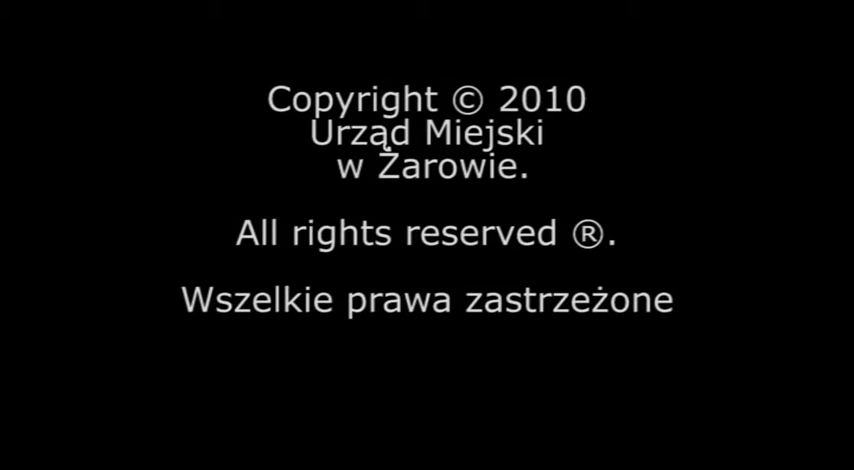 Copyright © 2010
Urząd Miejski
w Żarowie.
All rights reserved ®.
Wszelkie prawa zastrzeżone